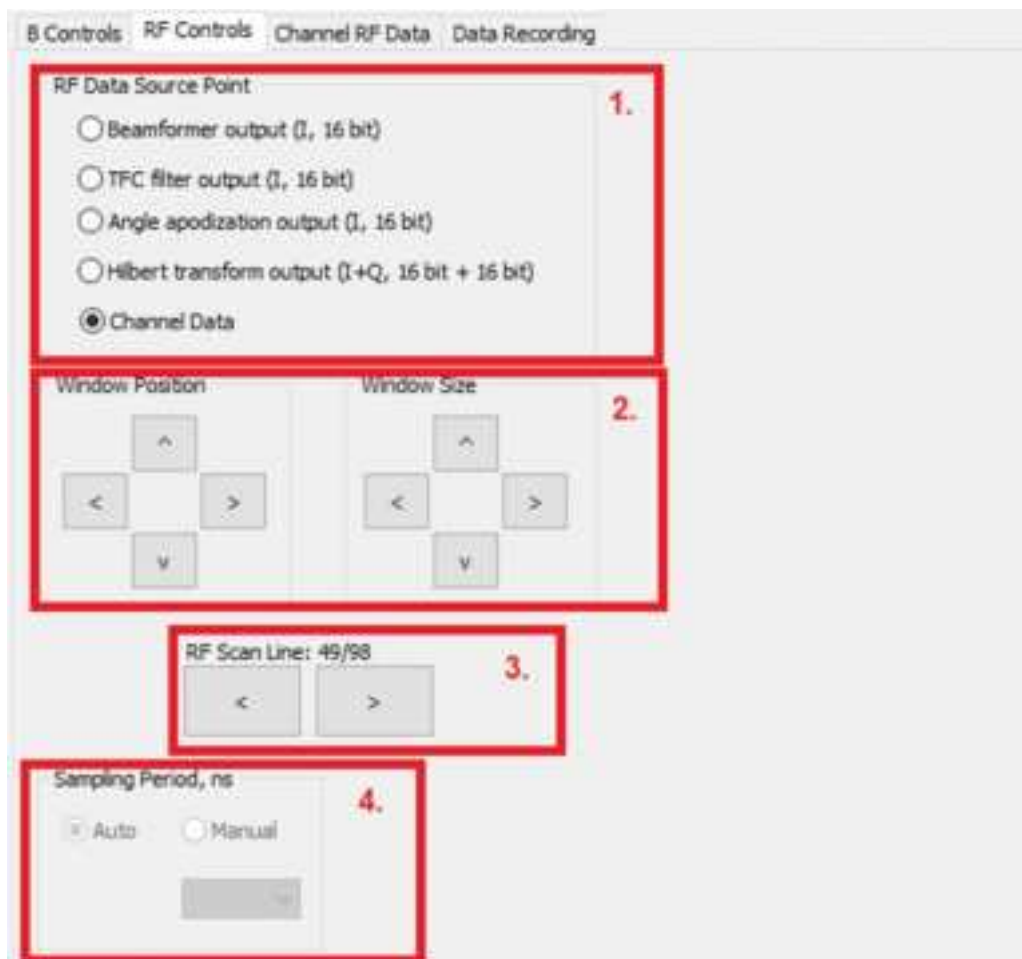 B Controls RF Controls Channel RF Data Data Recording
RF Data Source Point
1.
Beamformer output (I, 16 bit)
TFC filter output (I, 16 bit)
Angle apodization output (I, 16 bit)
Hilbert transform output (I+Q, 16 bit + 16 bit)
Channel Data
Window Position Window Size
2.
^ ^
< > < >
v v
RF Scan Line: 49/98
3.
< >
Sampling Period, ns
4.
Auto Manual